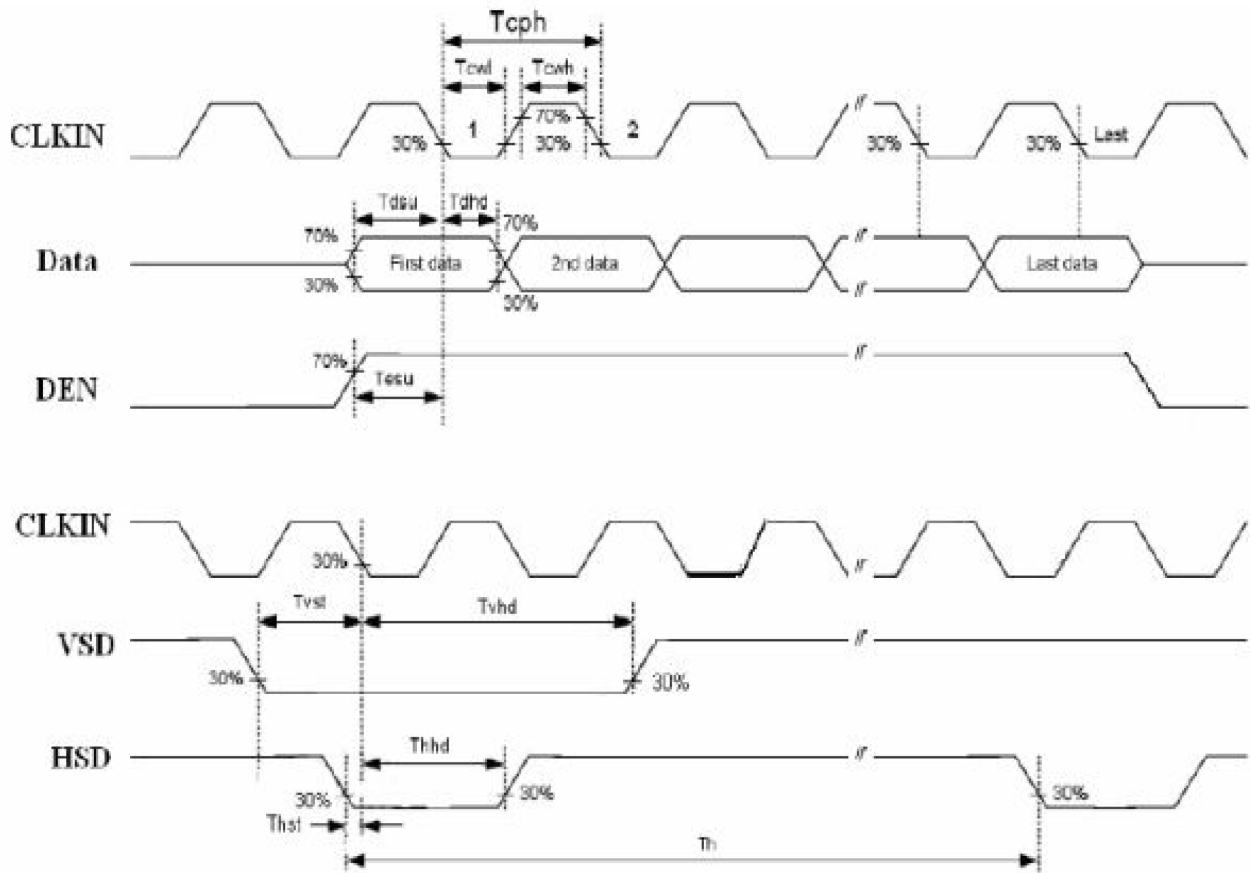 Tcph
Tcwl Tcwh
CLKIN 30% 1 70% 30% 2 30% 30% Last
Tdsu Tdhd
70% 70%
Data First data 2nd data Last data
30% 30%
70%
DEN Tesu
CLKIN
30%
Tvst Tvhd
VSD
30% 30%
HSD Thhd
30% 30% 30%
Thst
Th